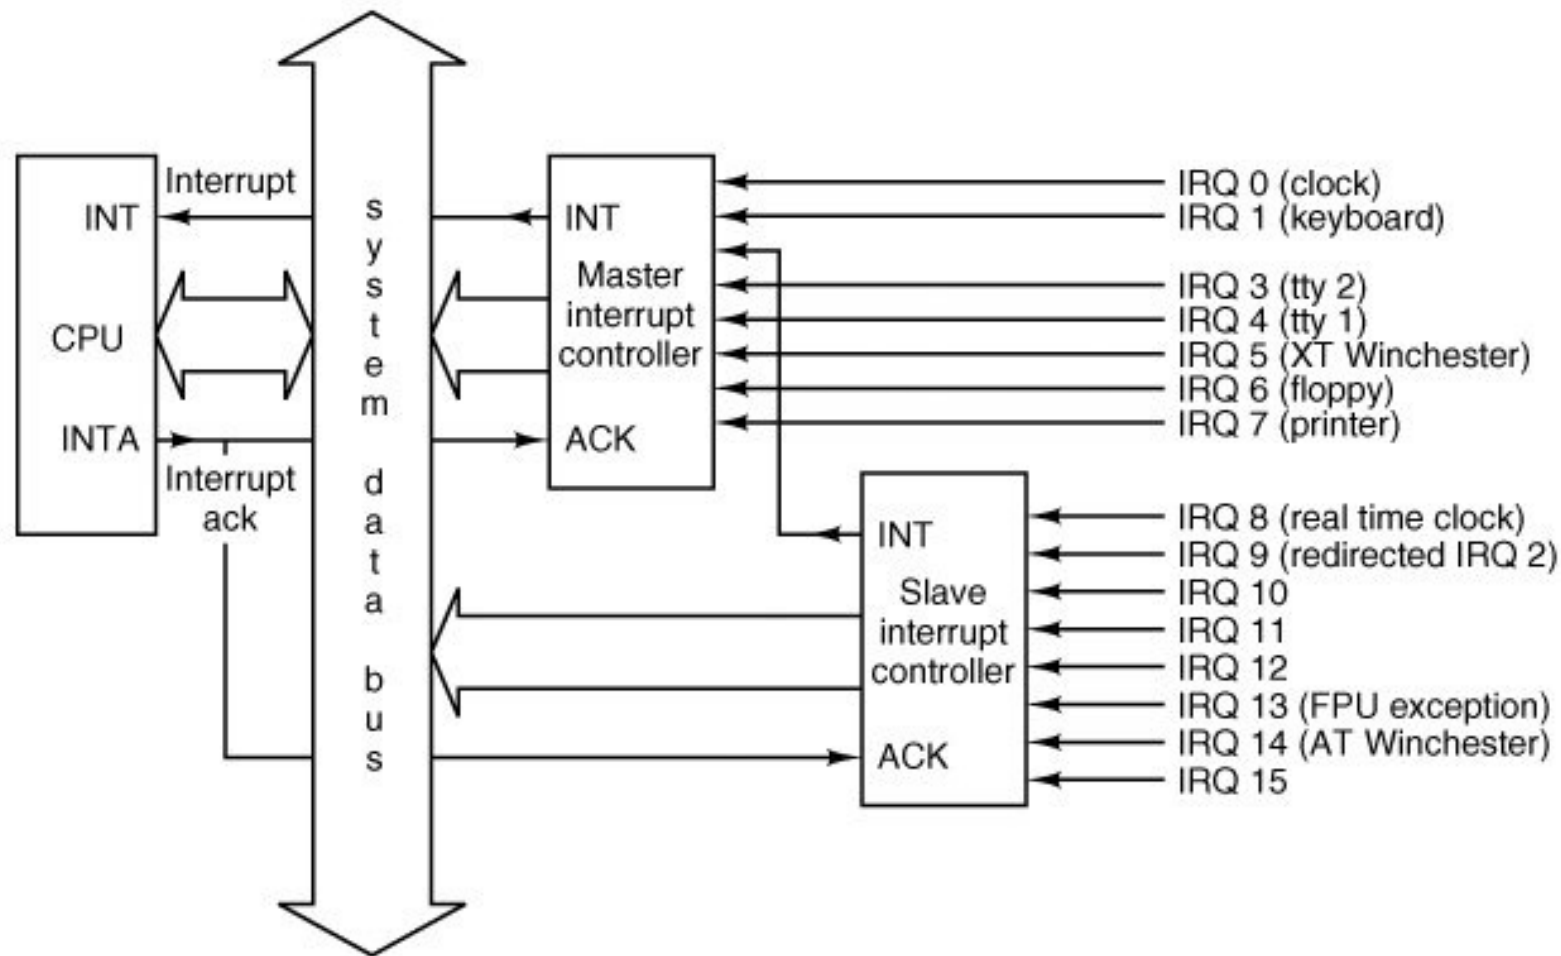 Interrupt
INT
CPU
INTA
Interrupt
ack
system data bus
INT
Master
interrupt
controller
ACK
IRQ 0 (clock)
IRQ 1 (keyboard)
IRQ 3 (tty 2)
IRQ 4 (tty 1)
IRQ 5 (XT Winchester)
IRQ 6 (floppy)
IRQ 7 (printer)
INT
Slave
interrupt
controller
ACK
IRQ 8 (real time clock)
IRQ 9 (redirected IRQ 2)
IRQ 10
IRQ 11
IRQ 12
IRQ 13 (FPU exception)
IRQ 14 (AT Winchester)
IRQ 15